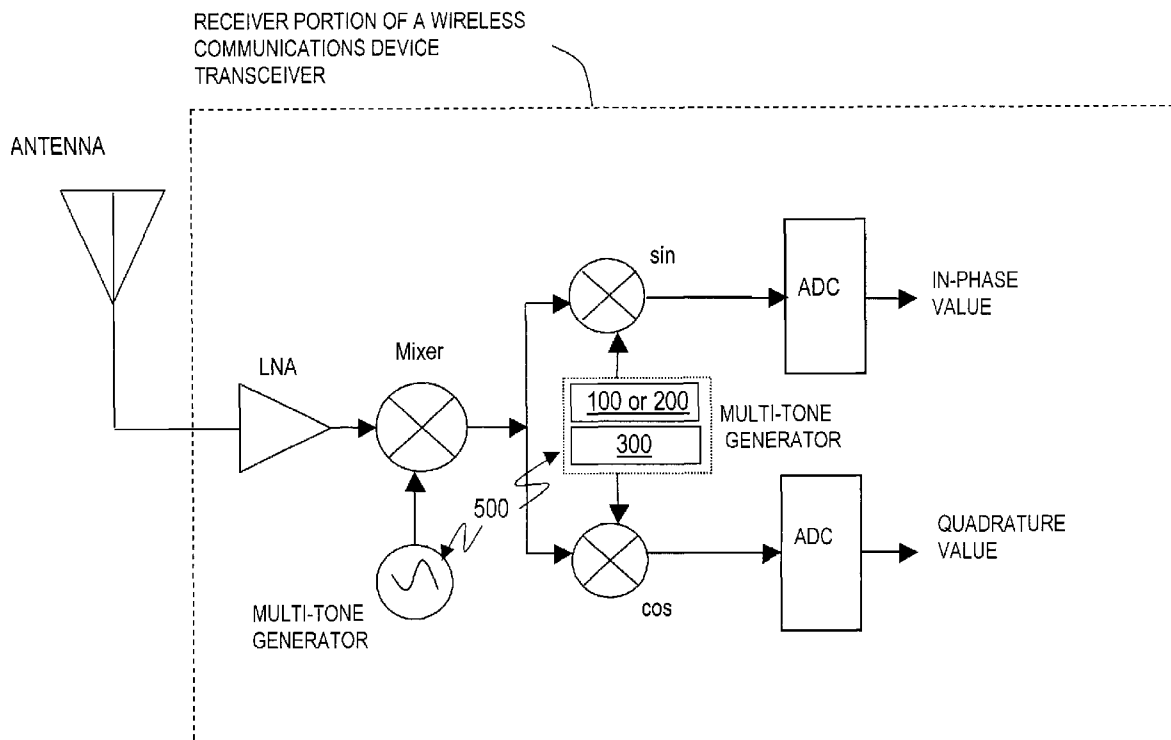 RECEIVER PORTION OF A WIRELESS
COMMUNICATIONS DEVICE
TRANSCEIVER
ANTENNA
sin
ADC
IN-PHASE
VALUE
LNA
Mixer
100 or 200
300
MULTI-TONE
GENERATOR
500
ADC
QUADRATURE
VALUE
cos
MULTI-TONE
GENERATOR